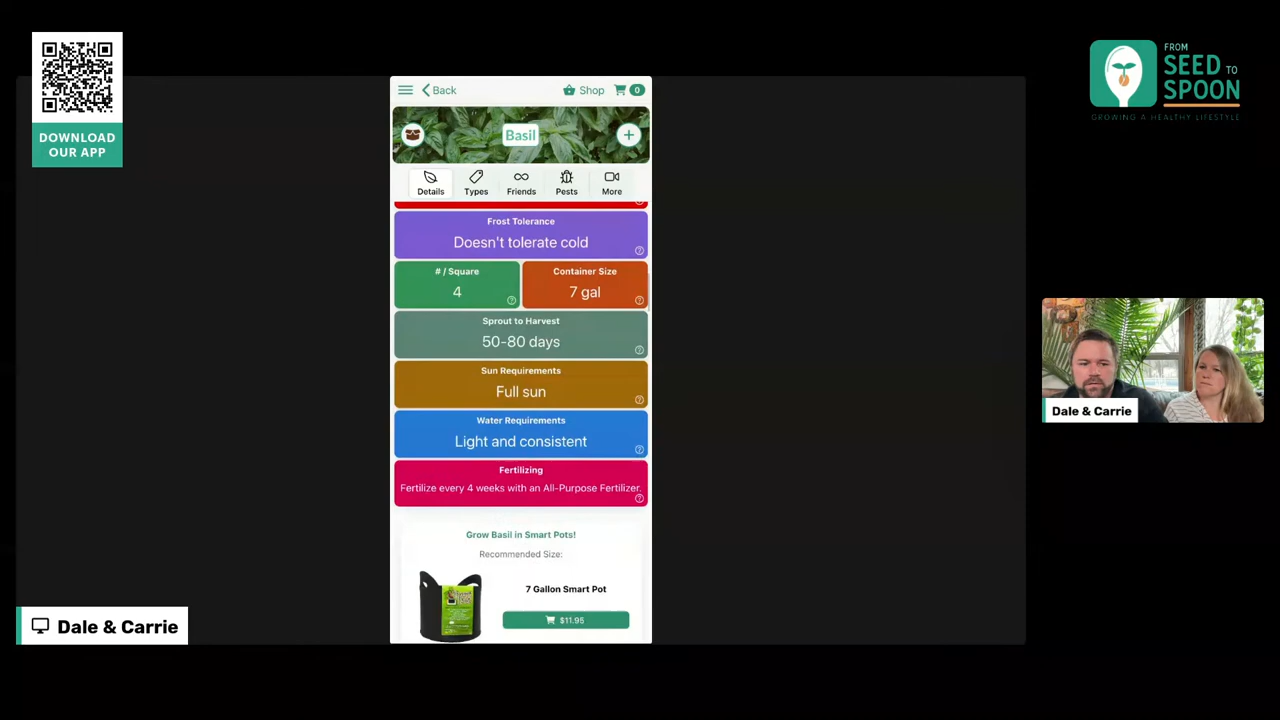 DOWNLOAD
OUR APP
FROM
SEED TO
SPOON
GROWING A HEALTHY LIFESTYLE
Back
Shop
0
Basil
Details
Types
Friends
Pests
More
Frost Tolerance
Doesn't tolerate cold
# / Square
4
Container Size
7 gal
Sprout to Harvest
50-80 days
Sun Requirements
Full sun
Water Requirements
Light and consistent
Fertilizing
Fertilize every 4 weeks with an All-Purpose Fertilizer.
Grow Basil in Smart Pots!
Recommended Size:
7 Gallon Smart Pot
$11.95
Dale & Carrie
Dale & Carrie